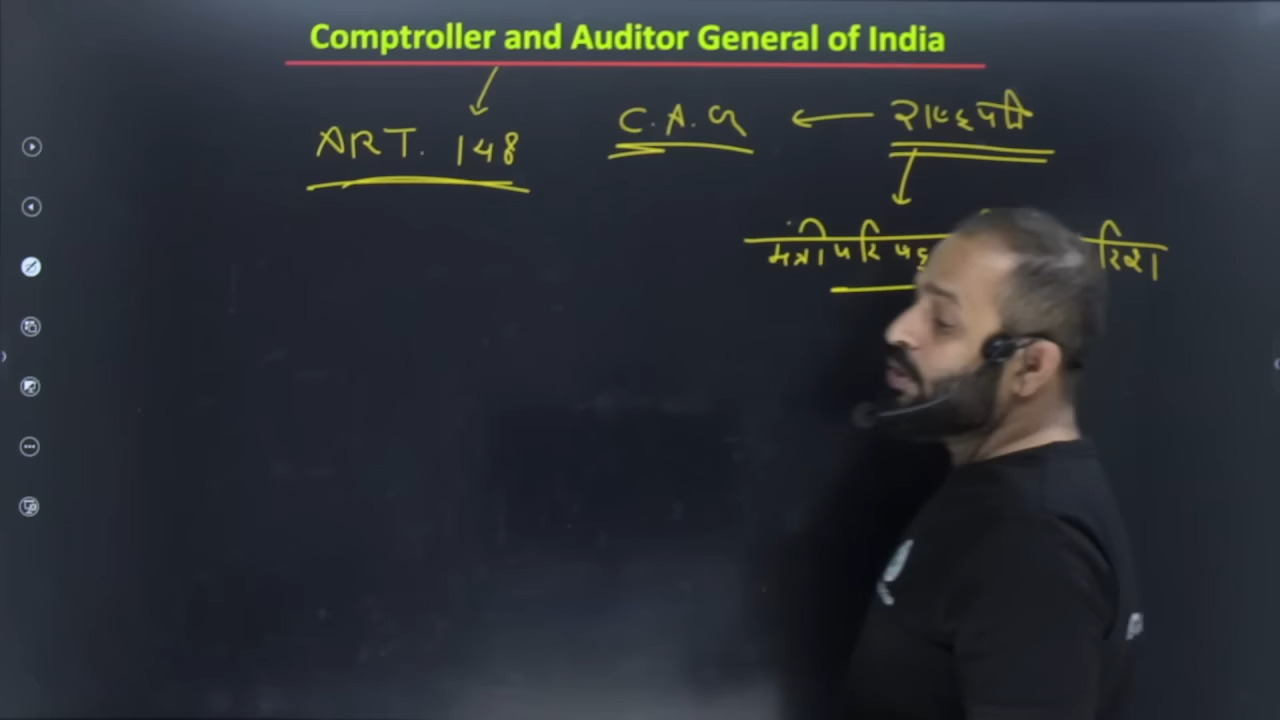 Comptroller and Auditor General of India
ART. 148
C.A.G ← राष्ट्रपती